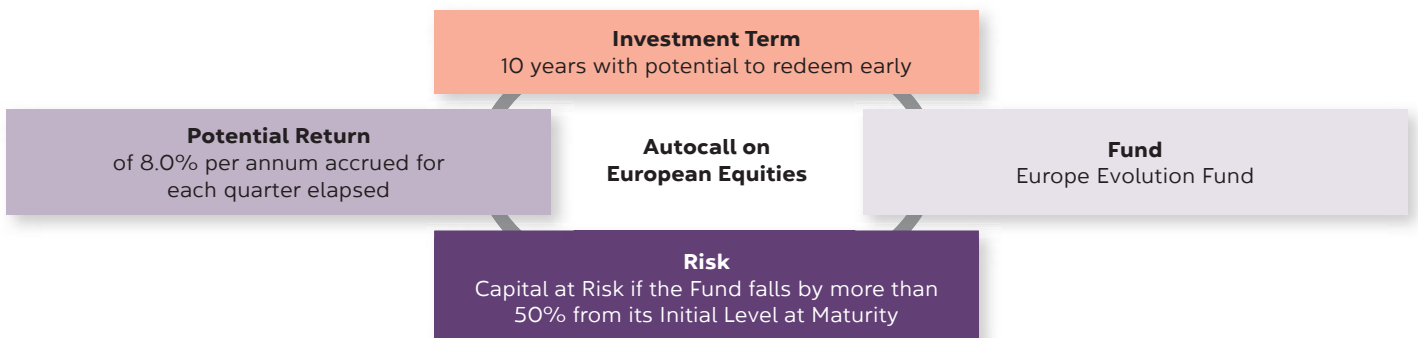 Investment Term
10 years with potential to redeem early
Potential Return
of 8.0% per annum accrued for
each quarter elapsed
Autocall on
European Equities
Fund
Europe Evolution Fund
Risk
Capital at Risk if the Fund falls by more than
50% from its Initial Level at Maturity